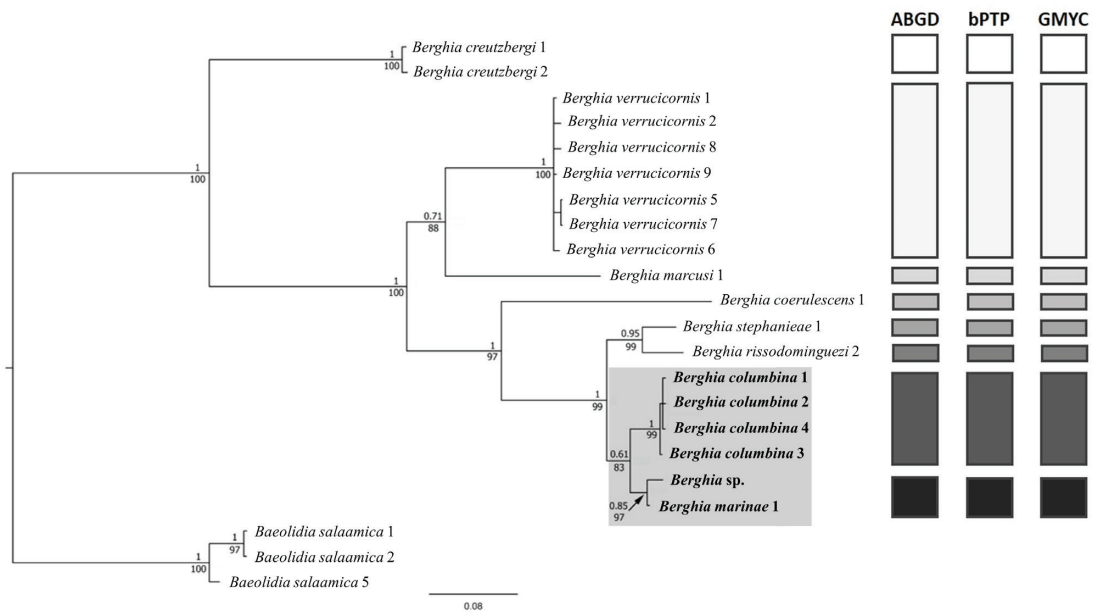 ABGD bPTP GMYC
1
100
Berghia creutzbergi 1
Berghia creutzbergi 2
1
100
Berghia verrucicornis 1
Berghia verrucicornis 2
Berghia verrucicornis 8
1
100
Berghia verrucicornis 9
Berghia verrucicornis 5
Berghia verrucicornis 7
Berghia verrucicornis 6
0.71
88
Berghia marcusi 1
1
100
Berghia coerulescens 1
1
97
Berghia stephanieae 1
0.95
99
Berghia rissodominguezi 2
1
99
Berghia columbina 1
Berghia columbina 2
Berghia columbina 4
1
99
Berghia columbina 3
0.61
83
Berghia sp.
Berghia marinae 1
0.85
97
Baeolidia salaamica 1
1
97
Baeolidia salaamica 2
1
100
Baeolidia salaamica 5
0.08